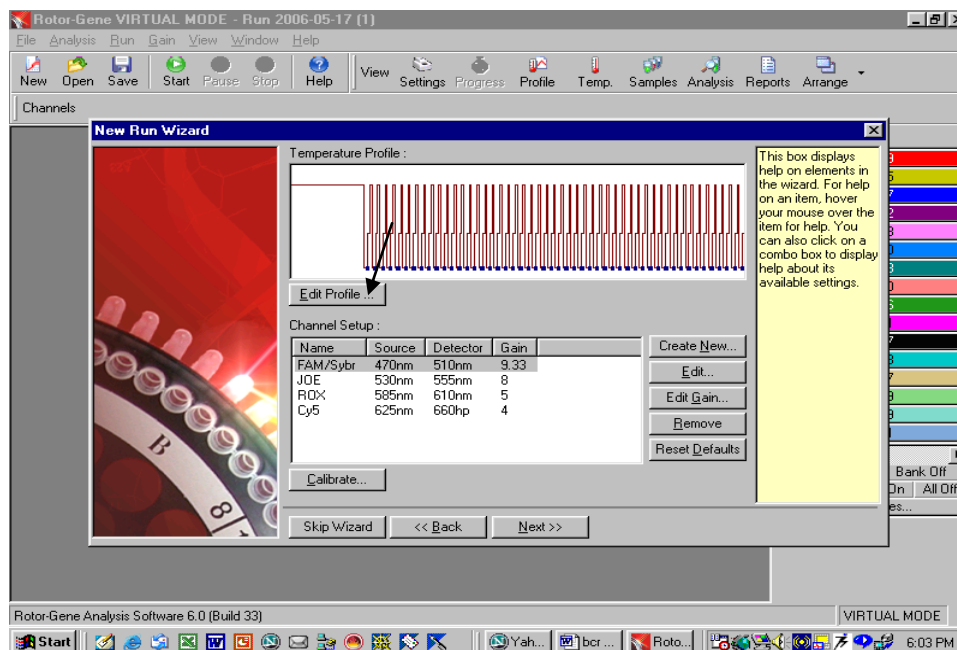 Rotor-Gene VIRTUAL MODE - Run 2006-05-17 (1)
File Analysis Run Gain View Window Help
New Open Save Start Pause Stop Help View Settings Progress Profile Temp. Samples Analysis Reports Arrange
Channels
New Run Wizard
Temperature Profile :
This box displays
help on elements in
the wizard. For help
on an item, hover
your mouse over the
item for help. You
can also click on a
combo box to display
help about its
available settings.
Edit Profile ...
Channel Setup :
Name Source Detector Gain
FAM/Sybr 470nm 510nm 9.33
JOE 530nm 555nm 8
ROX 585nm 610nm 5
Cy5 625nm 660hp 4
Create New...
Edit...
Edit Gain...
Remove
Reset Defaults
Calibrate...
Skip Wizard << Back Next >>
B
8
Bank Off
On All Off
es...
Rotor-Gene Analysis Software 6.0 (Build 33) VIRTUAL MODE
Start Yah... bcr ... Roto... 6:03 PM